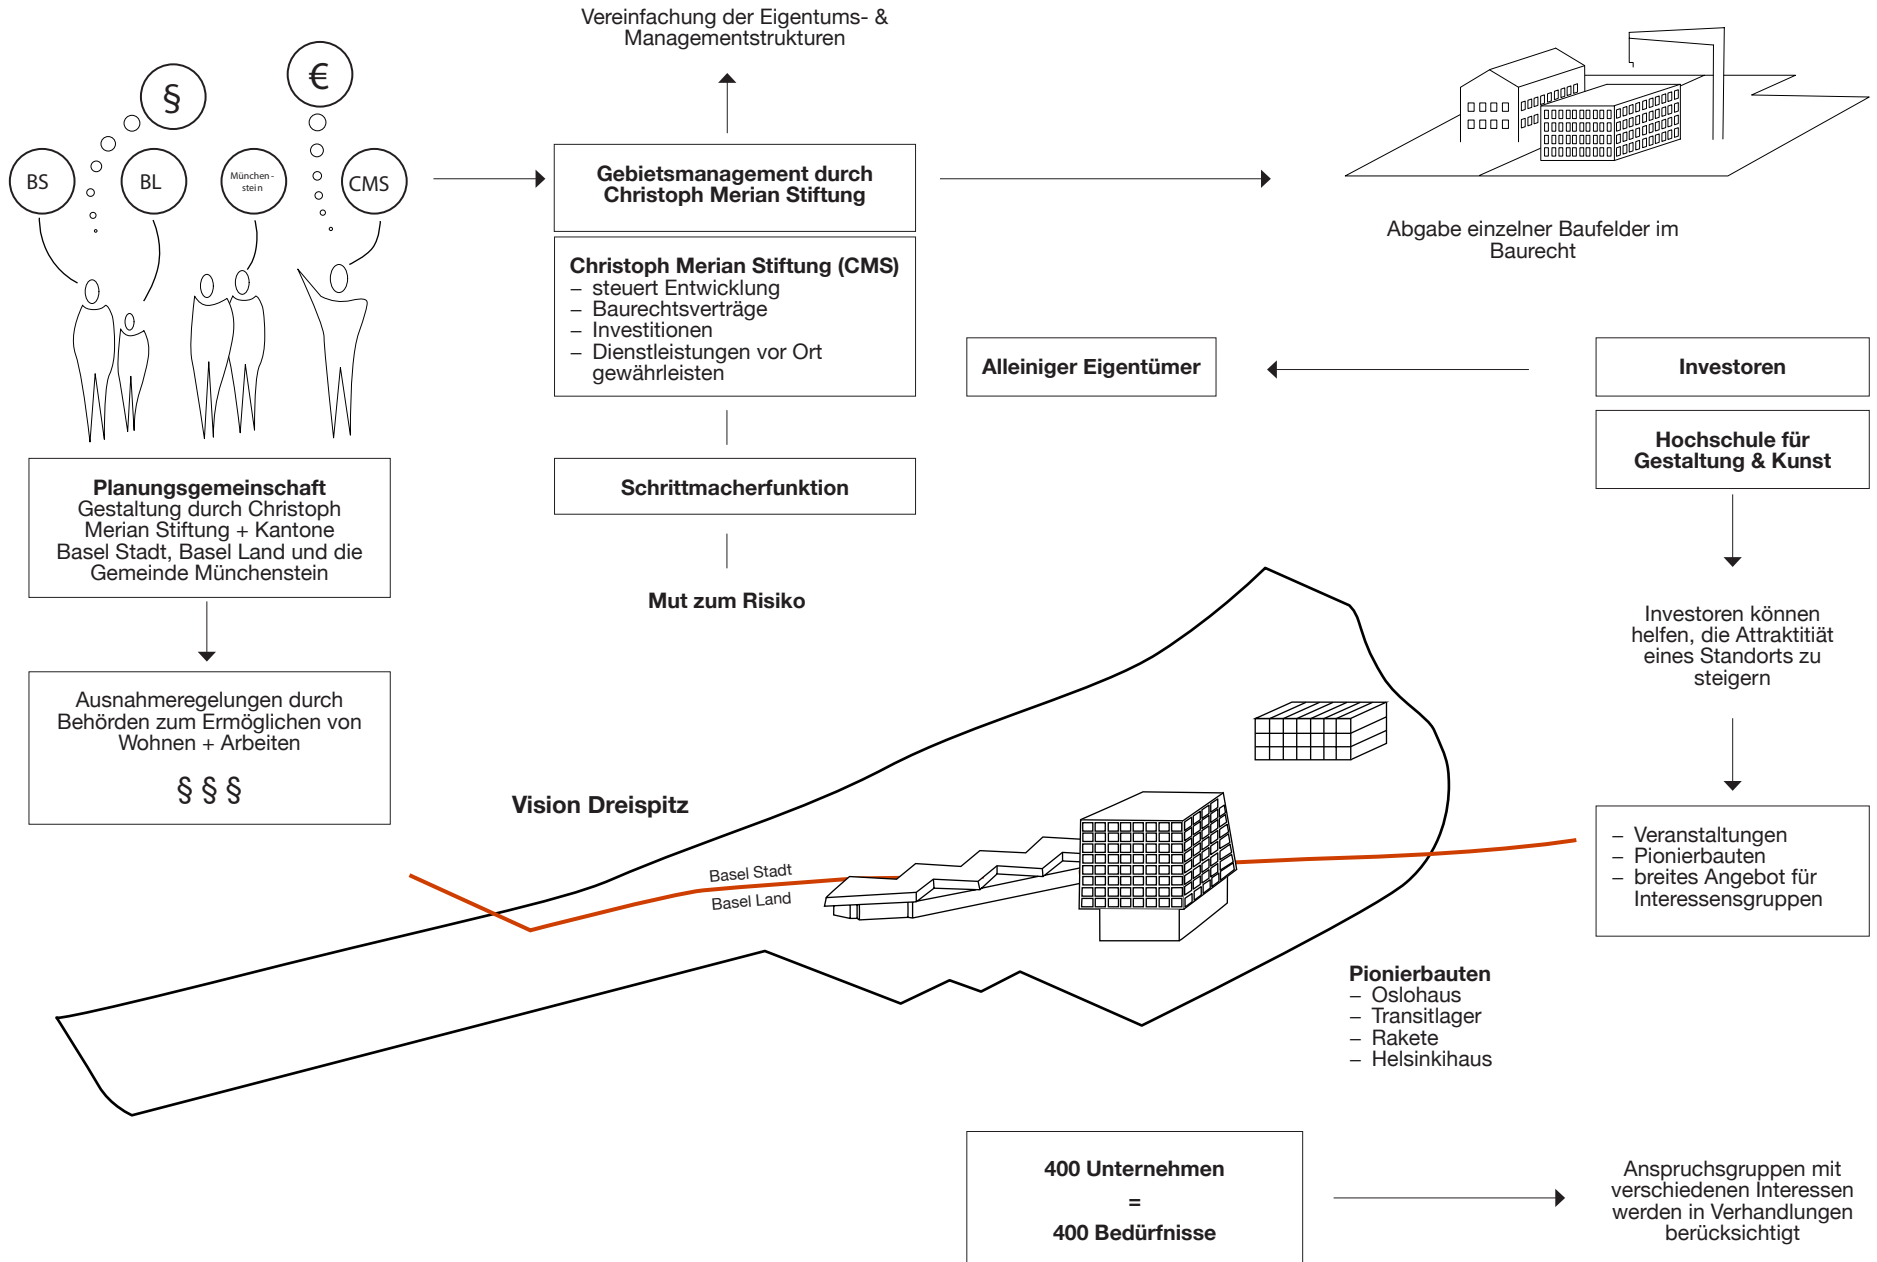 Vereinfachung der Eigentums- &
Managementstrukturen
§
€
BS
BL
München-
stein
CMS
Gebietsmanagement durch
Christoph Merian Stiftung
Christoph Merian Stiftung (CMS)
– steuert Entwicklung
– Baurechtsverträge
– Investitionen
– Dienstleistungen vor Ort
gewährleisten
Abgabe einzelner Baufelder im
Baurecht
Alleiniger Eigentümer
Investoren
Hochschule für
Gestaltung & Kunst
Planungsgemeinschaft
Gestaltung durch Christoph
Merian Stiftung + Kantone
Basel Stadt, Basel Land und die
Gemeinde Münchenstein
Schrittmacherfunktion
Mut zum Risiko
Investoren können
helfen, die Attraktitiät
eines Standorts zu
steigern
Ausnahmeregelungen durch
Behörden zum Ermöglichen von
Wohnen + Arbeiten
§ § §
Vision Dreispitz
Basel Stadt
Basel Land
– Veranstaltungen
– Pionierbauten
– breites Angebot für
Interessensgruppen
Pionierbauten
– Oslohaus
– Transitlager
– Rakete
– Helsinkihaus
400 Unternehmen
=
400 Bedürfnisse
Anspruchsgruppen mit
verschiedenen Interessen
werden in Verhandlungen
berücksichtigt